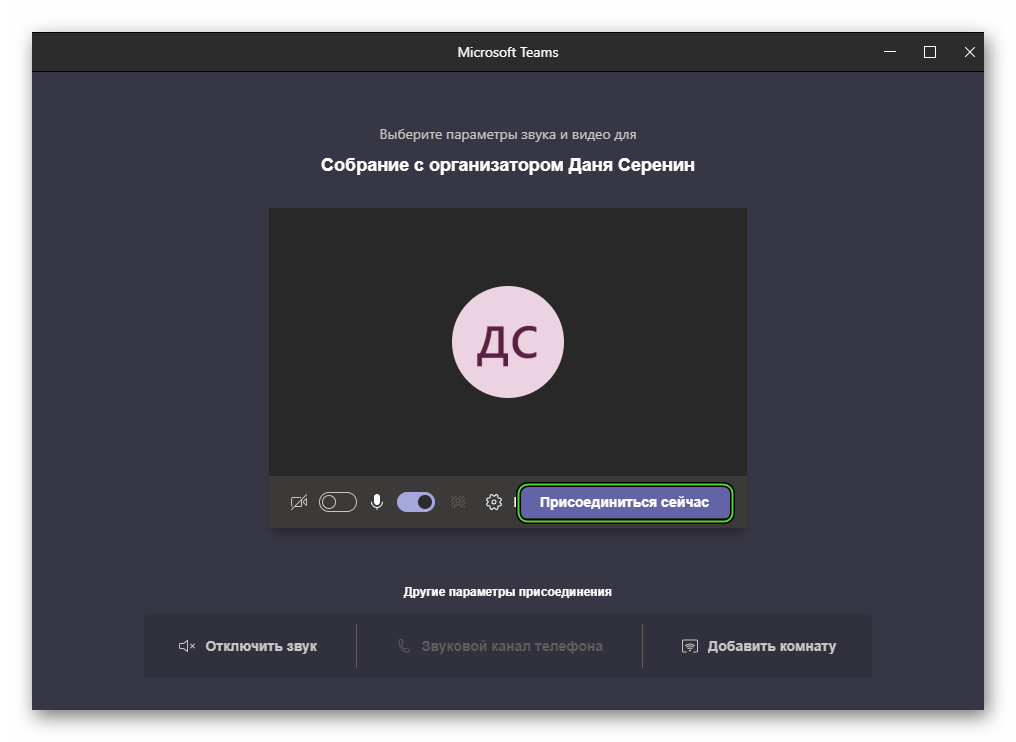 Microsoft Teams
Выберите параметры звука и видео для
Собрание с организатором Даня Серенин
ДС
Присоединиться сейчас
Другие параметры присоединения
Отключить звук
Звуковой канал телефона
Добавить комнату